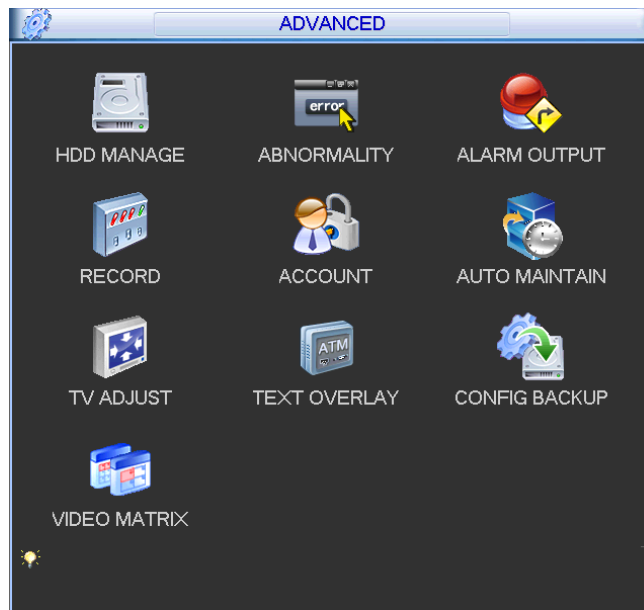 ADVANCED
error
HDD MANAGE
ABNORMALITY
ALARM OUTPUT
RECORD
ACCOUNT
AUTO MAINTAIN
ATM
TV ADJUST
TEXT OVERLAY
CONFIG BACKUP
VIDEO MATRIX